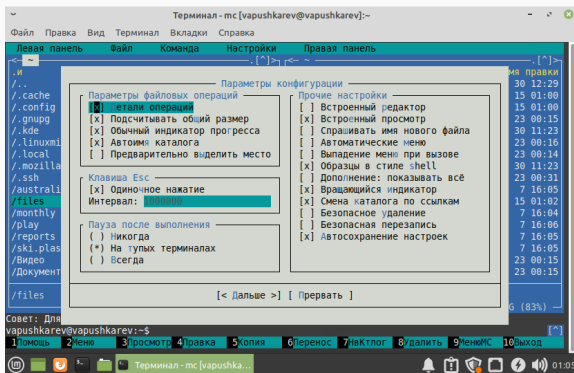 Терминал - mc [vapushkarev@vapushkarev]:~
Файл Правка Вид Терминал Вкладки Справка
Левая панель Файл Команда Настройки Правая панель
<─ ~ .[^]>┐┌<─ ~ .[^]>
.и мя правки
/.. 30 12:29
/.cache 15 01:00
/.config 15 01:00
/.gnupg 23 00:15
/.kde 30 11:23
/.linuxmi 23 00:16
/.local 23 00:14
/.mozilla 30 11:23
/.ssh 23 00:31
/australi 7 16:05
/files 15 01:02
/monthly 7 16:04
/play 7 16:06
/reports 7 16:05
/ski.plas 7 16:05
/Видео 23 00:15
/Документ 23 00:15
/files
G (83%)
Параметры конфигурации
Параметры файловых операций
[x] Детали операций
[x] Подсчитывать общий размер
[x] Обычный индикатор прогресса
[x] Автоимя каталога
[ ] Предварительно выделить место
Клавиша Esc
[x] Одиночное нажатие
Интервал: 1000000
Пауза после выполнения
( ) Никогда
(*) На тупых терминалах
( ) Всегда
Прочие настройки
[ ] Встроенный редактор
[x] Встроенный просмотр
[ ] Спрашивать имя нового файла
[ ] Автоматические меню
[ ] Выпадение меню при вызове
[x] Образцы в стиле shell
[ ] Дополнение: показывать всё
[x] Вращающийся индикатор
[x] Смена каталога по ссылкам
[ ] Безопасное удаление
[ ] Безопасная перезапись
[x] Автосохранение настроек
[< Дальше >] [ Прервать ]
Совет: Для
vapushkarev@vapushkarev:~$ [^]
1Помощь 2Меню 3Просмотр 4Правка 5Копия 6Перенос 7НвКтлог 8Удалить 9МенюMC 10Выход
Терминал - mc [vapushka...
01:05